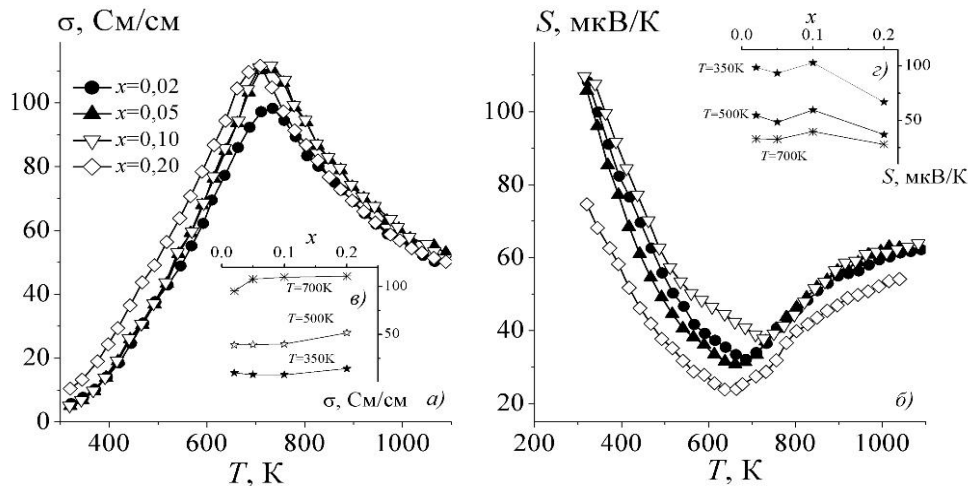 σ, См/см
100
80
60
40
20
0
x=0,02
x=0,05
x=0,10
x=0,20
x
0.0 0.1 0.2
в)
T=700K
100
T=500K
50
T=350K
σ, См/см
а)
400 600 800 1000
T, К
S, мкВ/К
100
80
60
40
20
x
0.0 0.1 0.2
г)
T=350K
100
T=500K
50
T=700K
S, мкВ/К
б)
200 400 600 800 1000
T, К